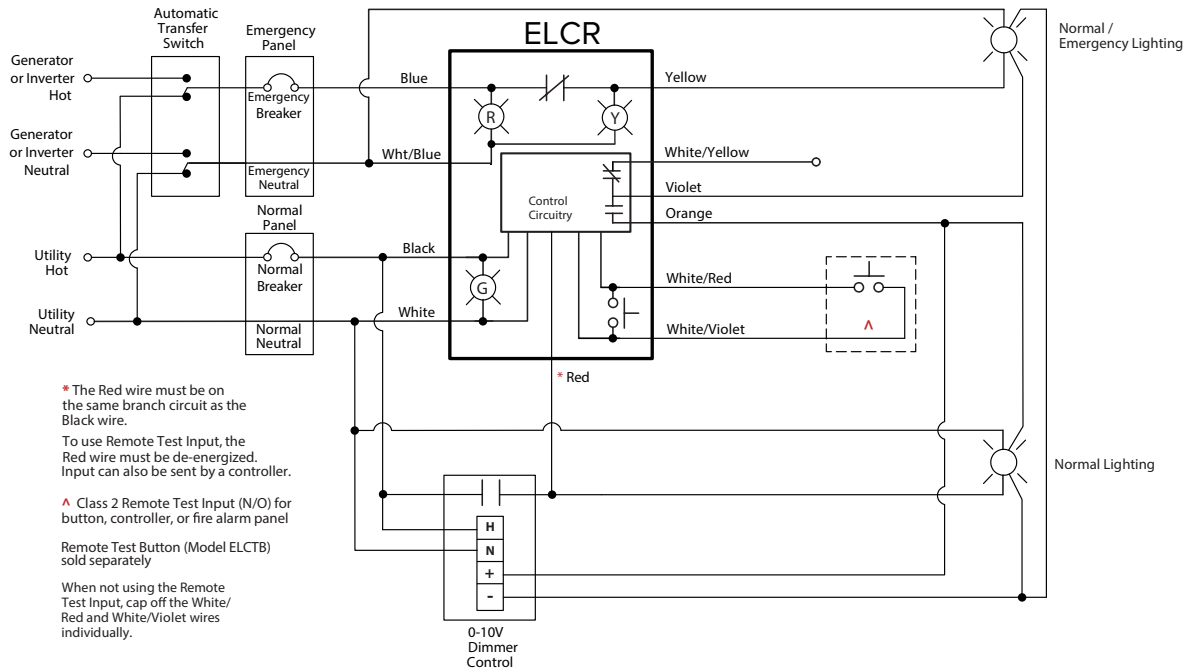 Automatic
Transfer
Switch
Emergency
Panel
ELCR
Normal /
Emergency Lighting
Generator
or Inverter
Hot
Blue
Yellow
Emergency
Breaker
R
Y
Generator
or Inverter
Neutral
Wht/Blue
White/Yellow
Emergency
Neutral
Violet
Control
Circuitry
Orange
Normal
Panel
Utility
Hot
Black
Normal
Breaker
G
White/Red
Utility
Neutral
White
Normal
Neutral
White/Violet
^
* Red
* The Red wire must be on
the same branch circuit as the
Black wire.
To use Remote Test Input, the
Red wire must be de-energized.
Input can also be sent by a controller.
^ Class 2 Remote Test Input (N/O) for
button, controller, or fire alarm panel
Remote Test Button (Model ELCTB)
sold separately
When not using the Remote
Test Input, cap off the White/
Red and White/Violet wires
individually.
Normal Lighting
H
N
+
-
0-10V
Dimmer
Control